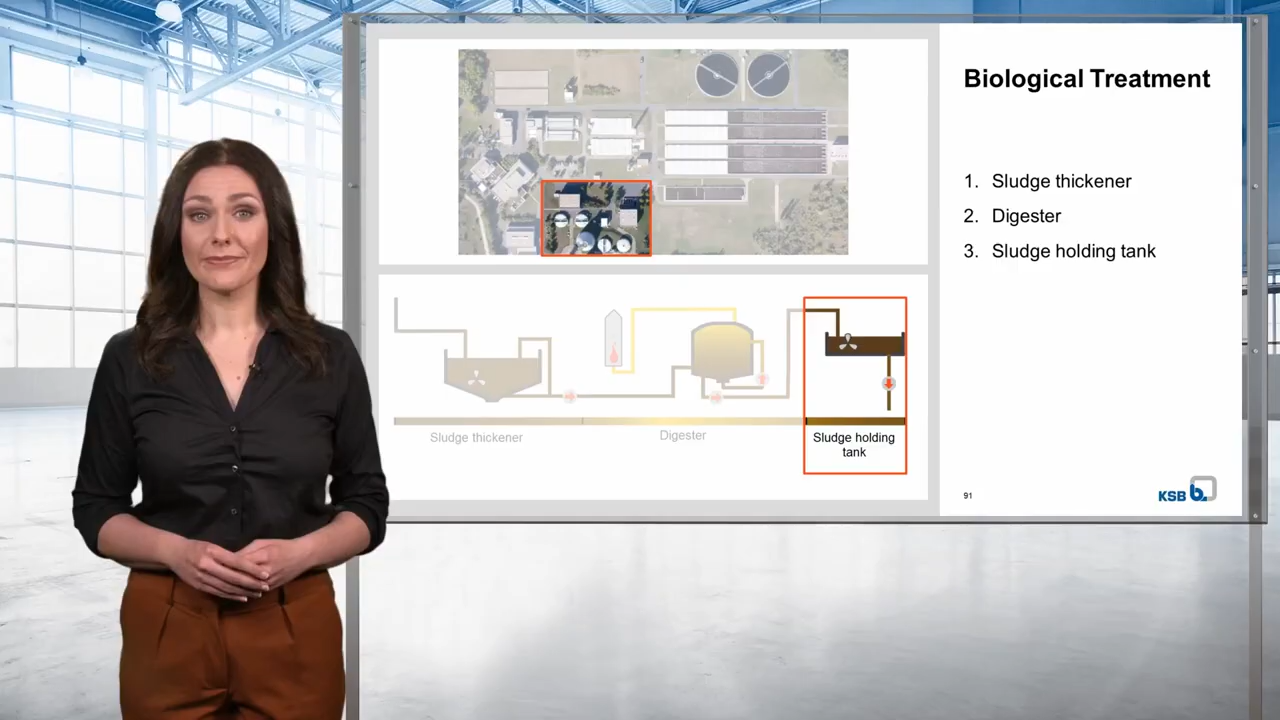 Biological Treatment
1. Sludge thickener
2. Digester
3. Sludge holding tank
Sludge thickener
Digester
Sludge holding
tank
91
KSB b.